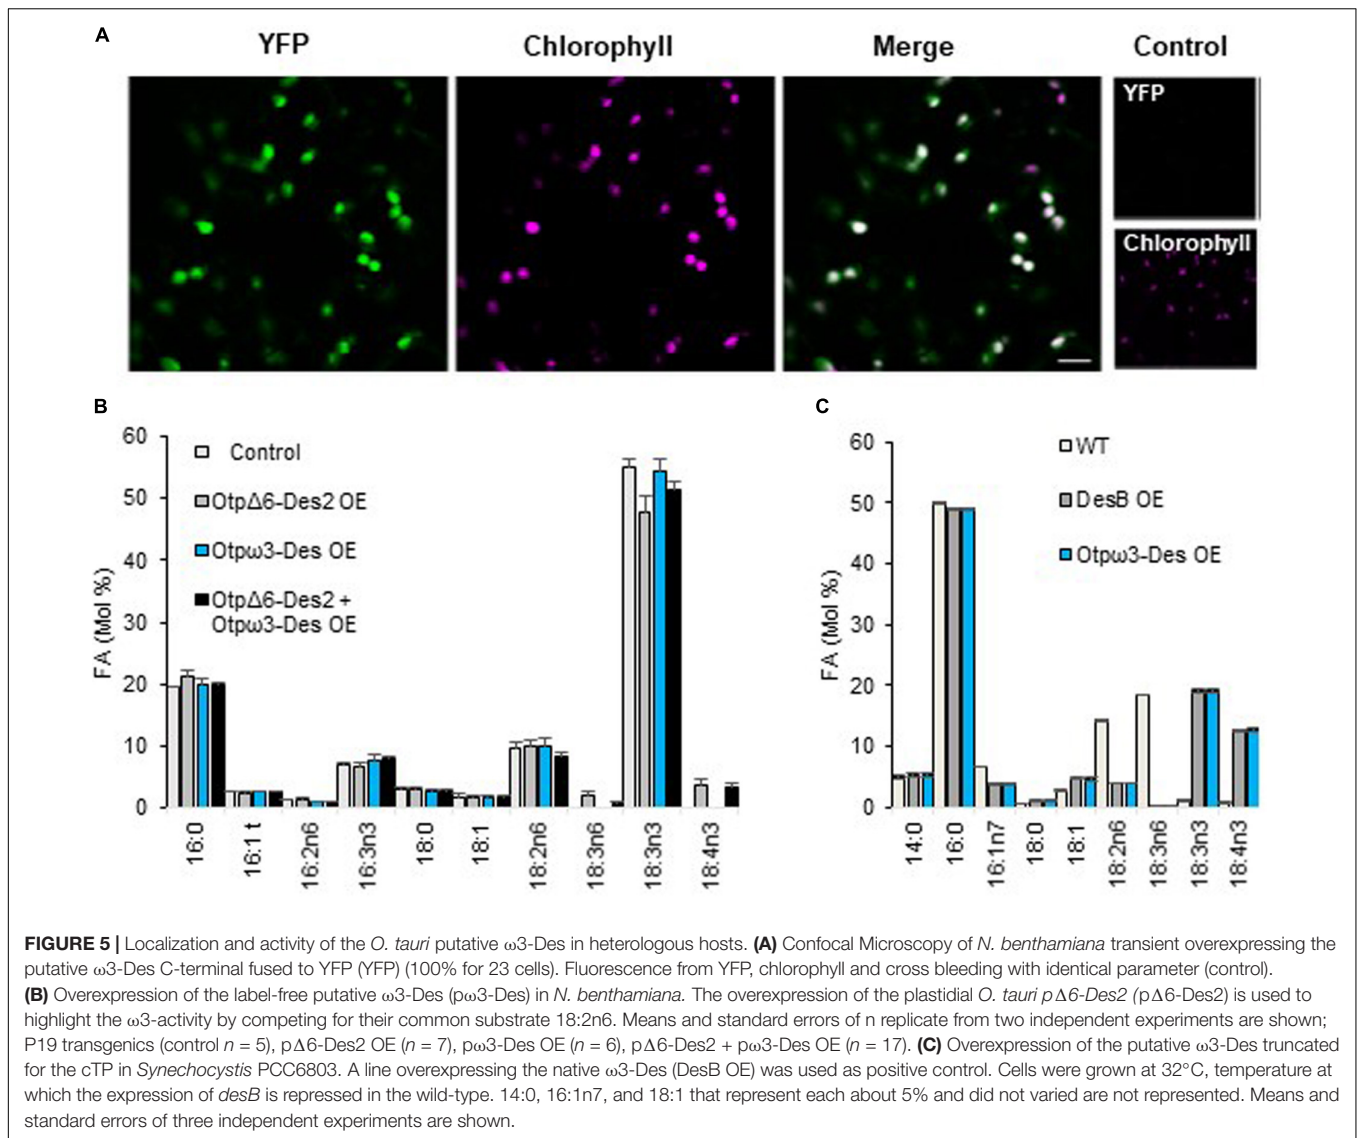 A
YFP
Chlorophyll
Merge
Control
YFP
Chlorophyll
B
60
50
40
30
20
10
0
FA (Mol %)
Control
OtpΔ6-Des2 OE
Otpω3-Des OE
OtpΔ6-Des2 +
Otpω3-Des OE
16:0
16:1 t
16:2n6
16:3n3
18:0
18:1
18:2n6
18:3n6
18:3n3
18:4n3
C
60
50
40
30
20
10
0
FA (Mol %)
WT
DesB OE
Otpω3-Des OE
14:0
16:0
16:1n7
18:0
18:1
18:2n6
18:3n6
18:3n3
18:4n3
FIGURE 5 | Localization and activity of the O. tauri putative ω3-Des in heterologous hosts. (A) Confocal Microscopy of N. benthamiana transient overexpressing the
putative ω3-Des C-terminal fused to YFP (YFP) (100% for 23 cells). Fluorescence from YFP, chlorophyll and cross bleeding with identical parameter (control).
(B) Overexpression of the label-free putative ω3-Des (pω3-Des) in N. benthamiana. The overexpression of the plastidial O. tauri pΔ6-Des2 (pΔ6-Des2) is used to
highlight the ω3-activity by competing for their common substrate 18:2n6. Means and standard errors of n replicate from two independent experiments are shown;
P19 transgenics (control n = 5), pΔ6-Des2 OE (n = 7), pω3-Des OE (n = 6), pΔ6-Des2 + pω3-Des OE (n = 17). (C) Overexpression of the putative ω3-Des truncated
for the cTP in Synechocystis PCC6803. A line overexpressing the native ω3-Des (DesB OE) was used as positive control. Cells were grown at 32°C, temperature at
which the expression of desB is repressed in the wild-type. 14:0, 16:1n7, and 18:1 that represent each about 5% and did not varied are not represented. Means and
standard errors of three independent experiments are shown.